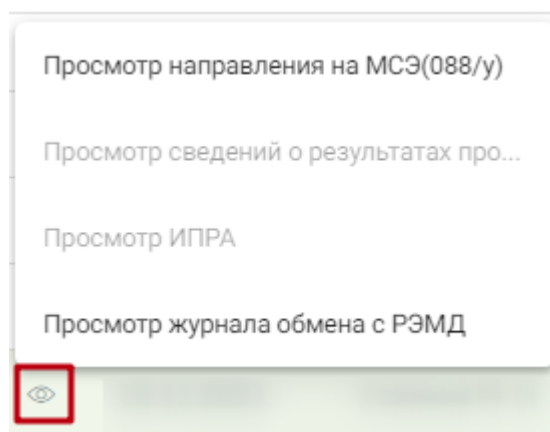 Просмотр направления на МСЭ(088/у)
Просмотр сведений о результатах про...
Просмотр ИПРА
Просмотр журнала обмена с РЭМД